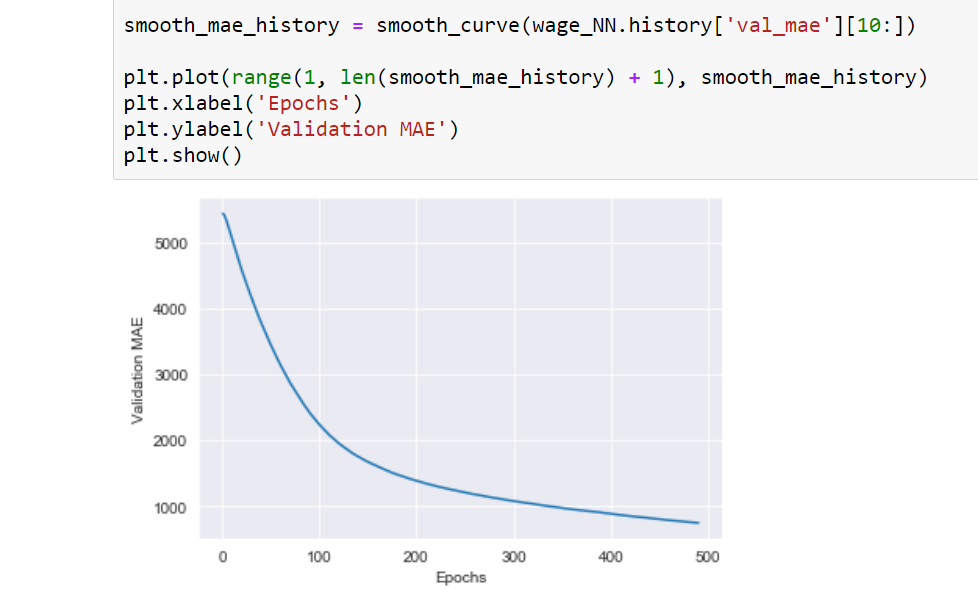 smooth_mae_history = smooth_curve(wage_NN.history['val_mae'][10:])
plt.plot(range(1, len(smooth_mae_history) + 1), smooth_mae_history)
plt.xlabel('Epochs')
plt.ylabel('Validation MAE')
plt.show()
5000
4000
3000
2000
1000
Validation MAE
0 100 200 300 400 500
Epochs